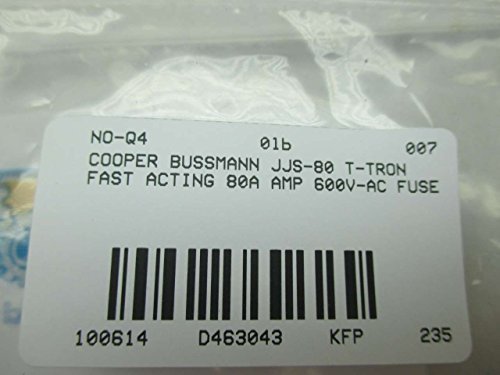 NO-Q4 01b 007
COOPER BUSSMANN JJS-80 T-TRON
FAST ACTING 80A AMP 600V-AC FUSE
100614 D463043 KFP 235